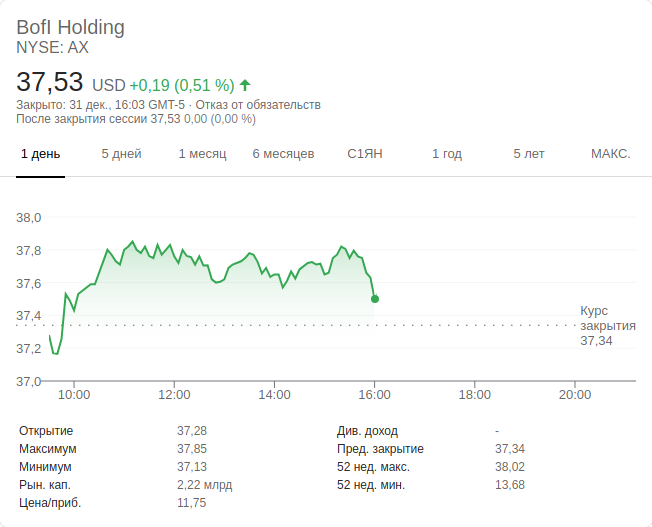 BofI Holding
NYSE: AX
37,53 USD +0,19 (0,51 %)
Закрыто: 31 дек., 16:03 GMT-5 · Отказ от обязательств
После закрытия сессии 37,53 0,00 (0,00 %)
1 день 5 дней 1 месяц 6 месяцев С1ЯН 1 год 5 лет МАКС.
38,0
37,8
37,6
37,4
37,2
37,0
Курс
закрытия
37,34
10:00 12:00 14:00 16:00 18:00 20:00
Открытие 37,28 Див. доход -
Максимум 37,85 Пред. закрытие 37,34
Минимум 37,13 52 нед. макс. 38,02
Рын. кап. 2,22 млрд 52 нед. мин. 13,68
Цена/приб. 11,75